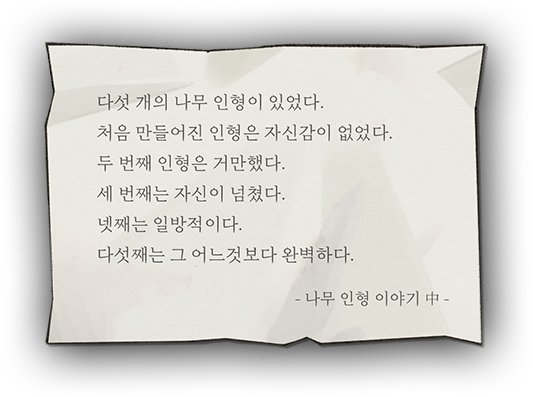 다섯 개의 나무 인형이 있었다.
처음 만들어진 인형은 자신감이 없었다.
두 번째 인형은 거만했다.
세 번째는 자신이 넘쳤다.
넷째는 일방적이다.
다섯째는 그 어느것보다 완벽하다.
- 나무 인형 이야기 中 -